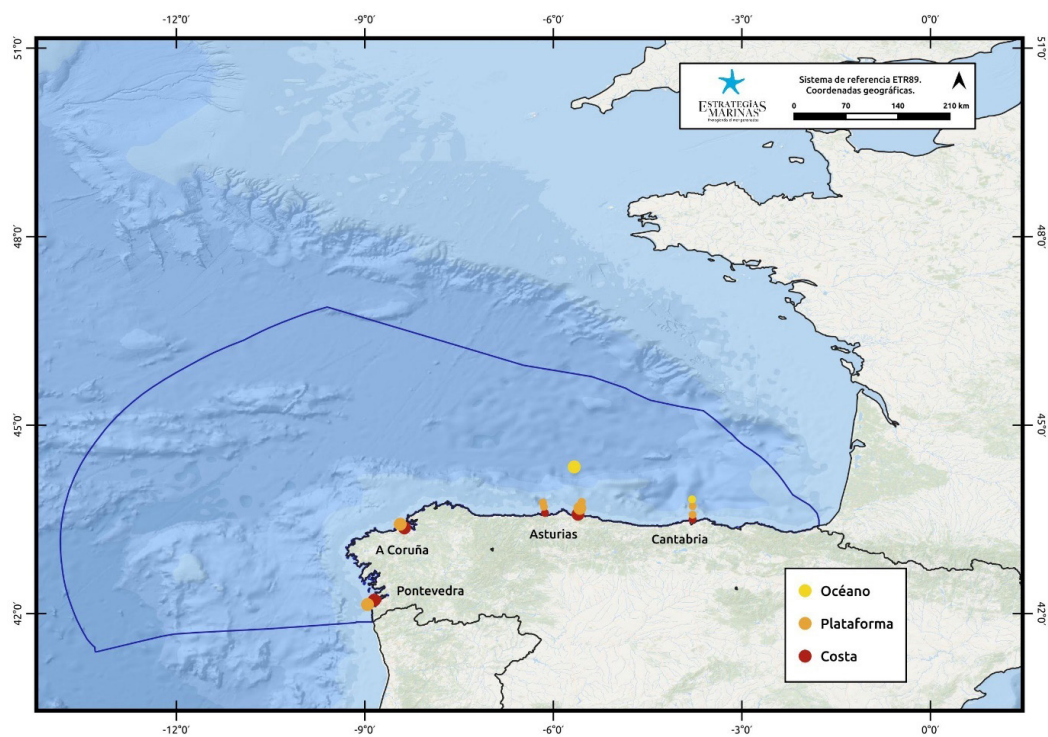 -12°0' -9°0' -6°0' -3°0' 0°0'
51°0' 51°0'
Sistema de referencia ETR89.
Coordenadas geográficas.
ESTRATEGIAS
MARINAS
0 70 140 210 km
48°0' 48°0'
45°0' 45°0'
A Coruña
Asturias
Cantabria
Pontevedra
42°0' 42°0'
Océano
Plataforma
Costa
-12°0' -9°0' -6°0' -3°0' 0°0'